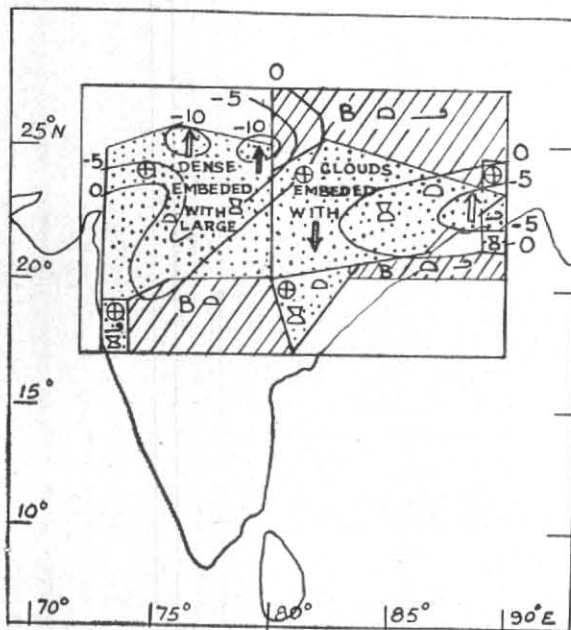 0
-5
B
-10
-10
25°N
0
-5
DENSE
CLOUDS
-5
EMBEDED
EMBEDED
0
WITH
WITH
LARGE
-5
0
20°
B
B
15°
10°
70°
75°
80°
85°
90°E